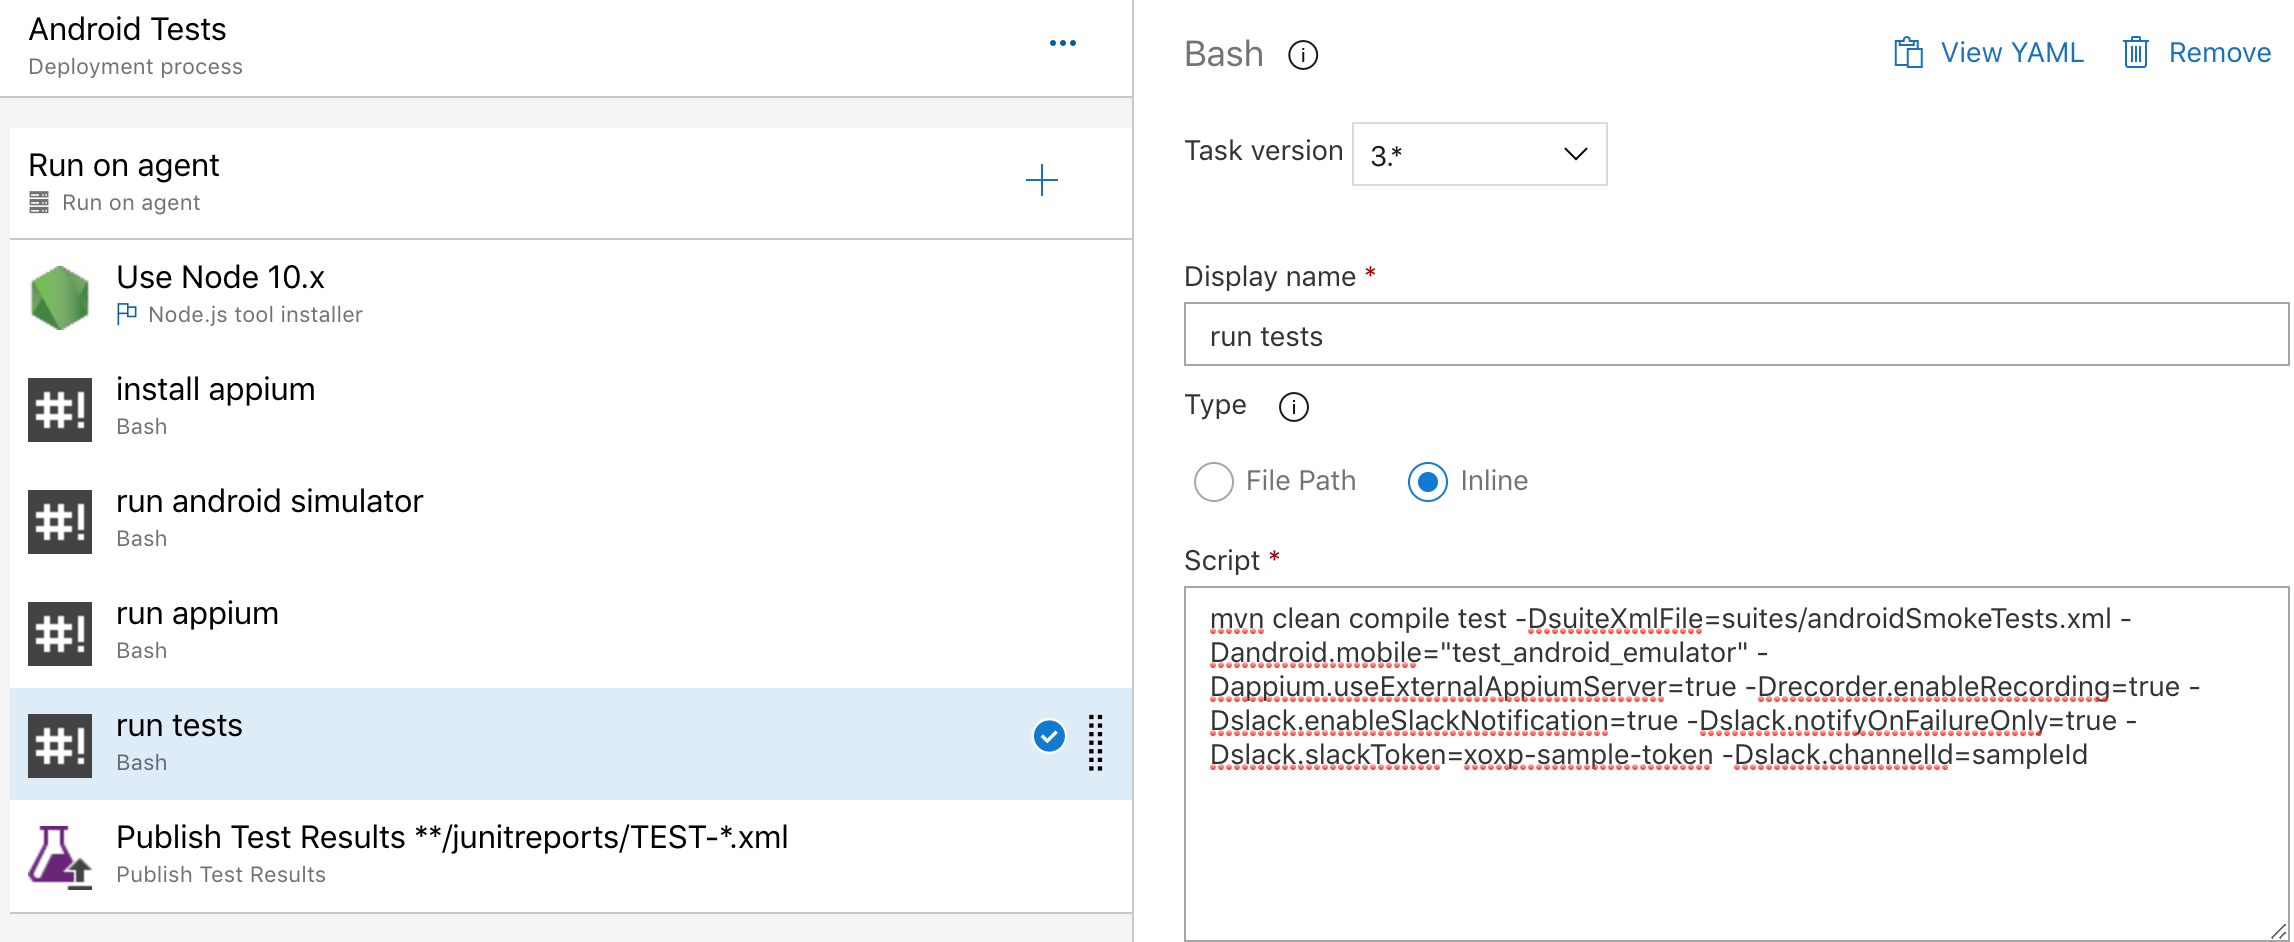 Android Tests
Deployment process
Run on agent
Run on agent
Use Node 10.x
Node.js tool installer
install appium
Bash
run android simulator
Bash
run appium
Bash
run tests
Bash
Publish Test Results **/junitreports/TEST-*.xml
Publish Test Results
Bash
View YAML
Remove
Task version
3.*
Display name *
run tests
Type
File Path
Inline
Script *
mvn clean compile test -DsuiteXmlFile=suites/androidSmokeTests.xml -
Dandroid.mobile="test_android_emulator" -
Dappium.useExternalAppiumServer=true -Drecorder.enableRecording=true -
Dslack.enableSlackNotification=true -Dslack.notifyOnFailureOnly=true -
Dslack.slackToken=xoxp-sample-token -Dslack.channelId=sampleId